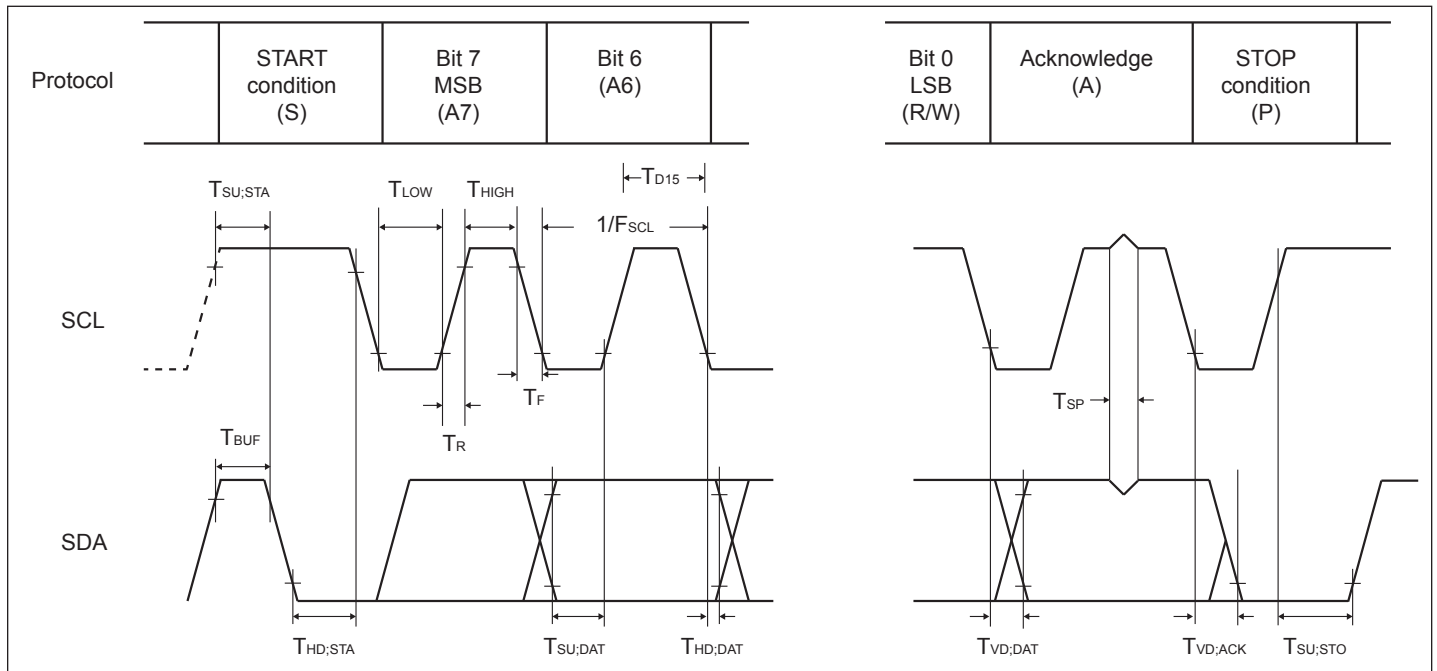 Protocol
START
condition
(S)
Bit 7
MSB
(A7)
Bit 6
(A6)
Bit 0
LSB
(R/W)
Acknowledge
(A)
STOP
condition
(P)
TSU;STA
TLOW
THIGH
TD15
1/FSCL
SCL
TF
TR
TSP
TBUF
SDA
THD;STA
TSU;DAT
THD;DAT
TVD;DAT
TVD;ACK
TSU;STO